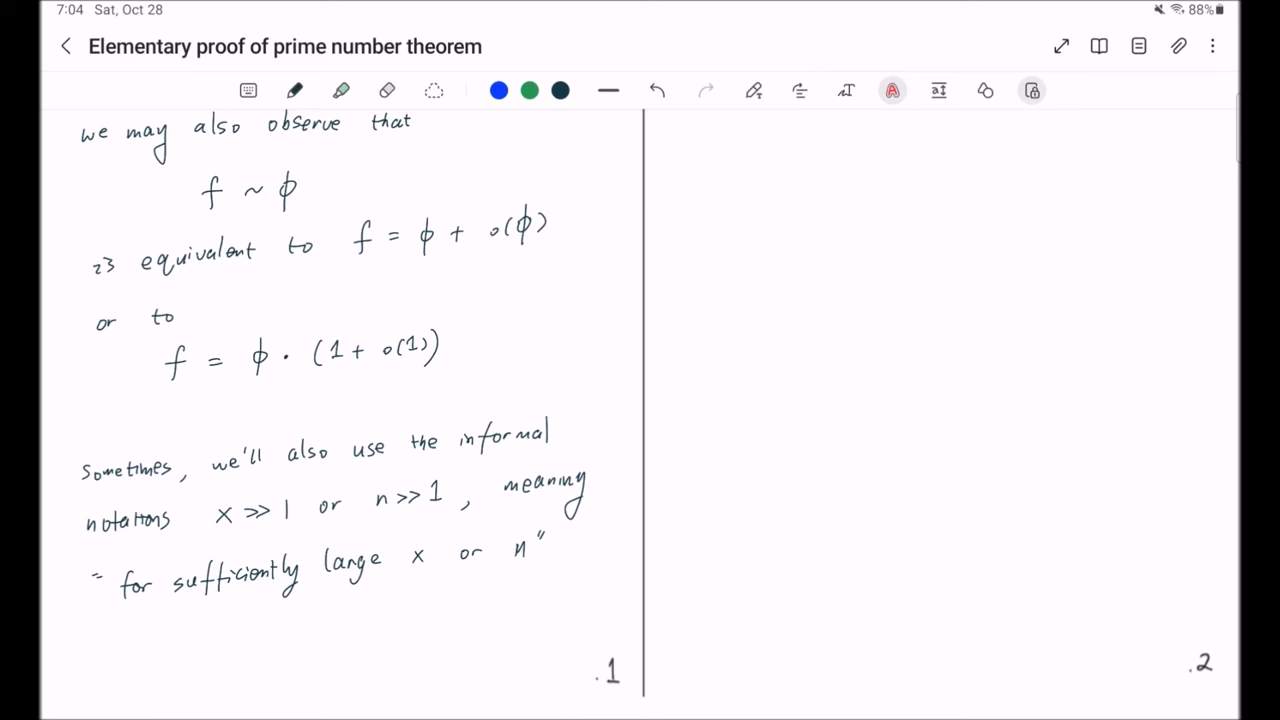 7:04 Sat, Oct 28
88%
Elementary proof of prime number theorem
we may also observe that
f ~ ϕ
is equivalent to f = ϕ + o(ϕ)
or to
f = ϕ · (1 + o(1))
Sometimes, we'll also use the informal
notations x >> 1 or n >> 1, meaning
"for sufficiently large x or n"
.1
.2